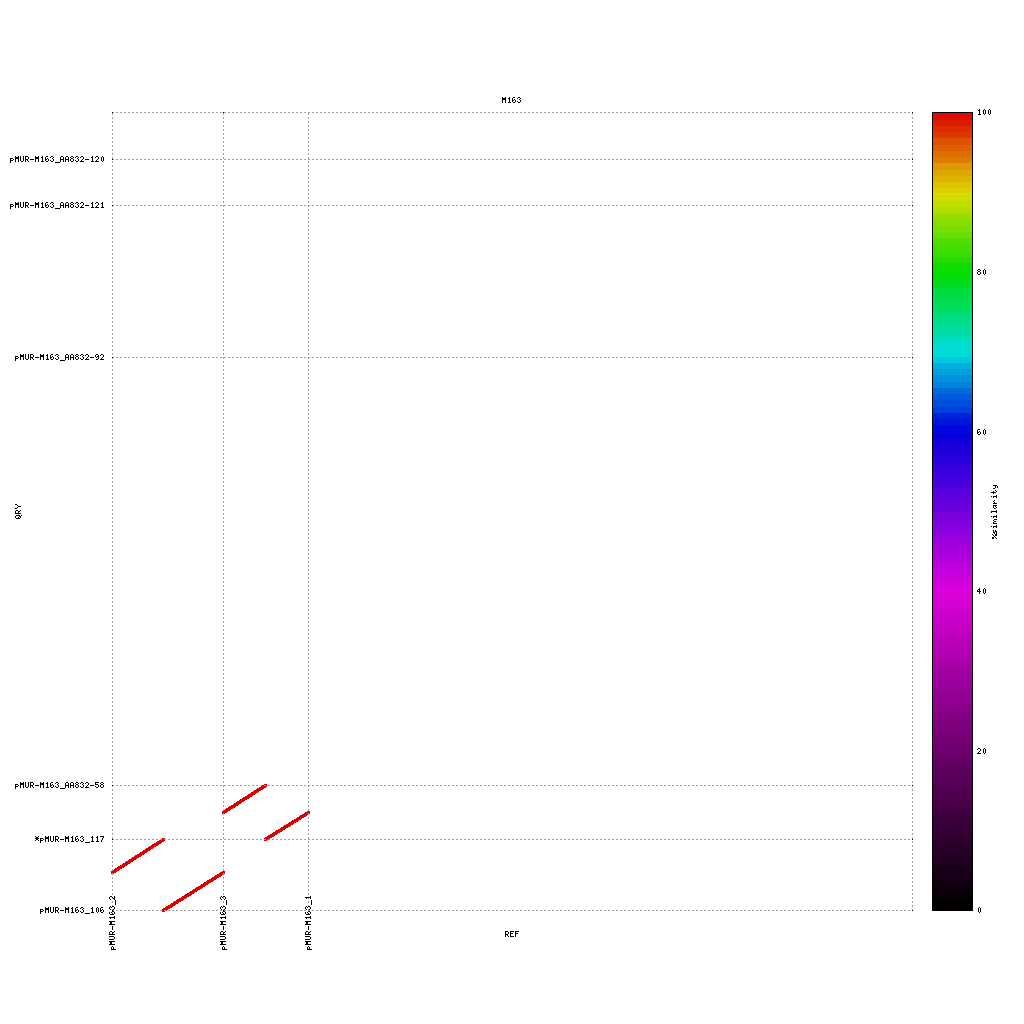 M163
100
pMUR-M163_AA832-120
pMUR-M163_AA832-121
80
pMUR-M163_AA832-92
60
%similarity
QRY
40
20
pMUR-M163_AA832-58
*pMUR-M163_117
pMUR-M163_106
0
pMUR-M163_2
pMUR-M163_3
pMUR-M163_1
REF